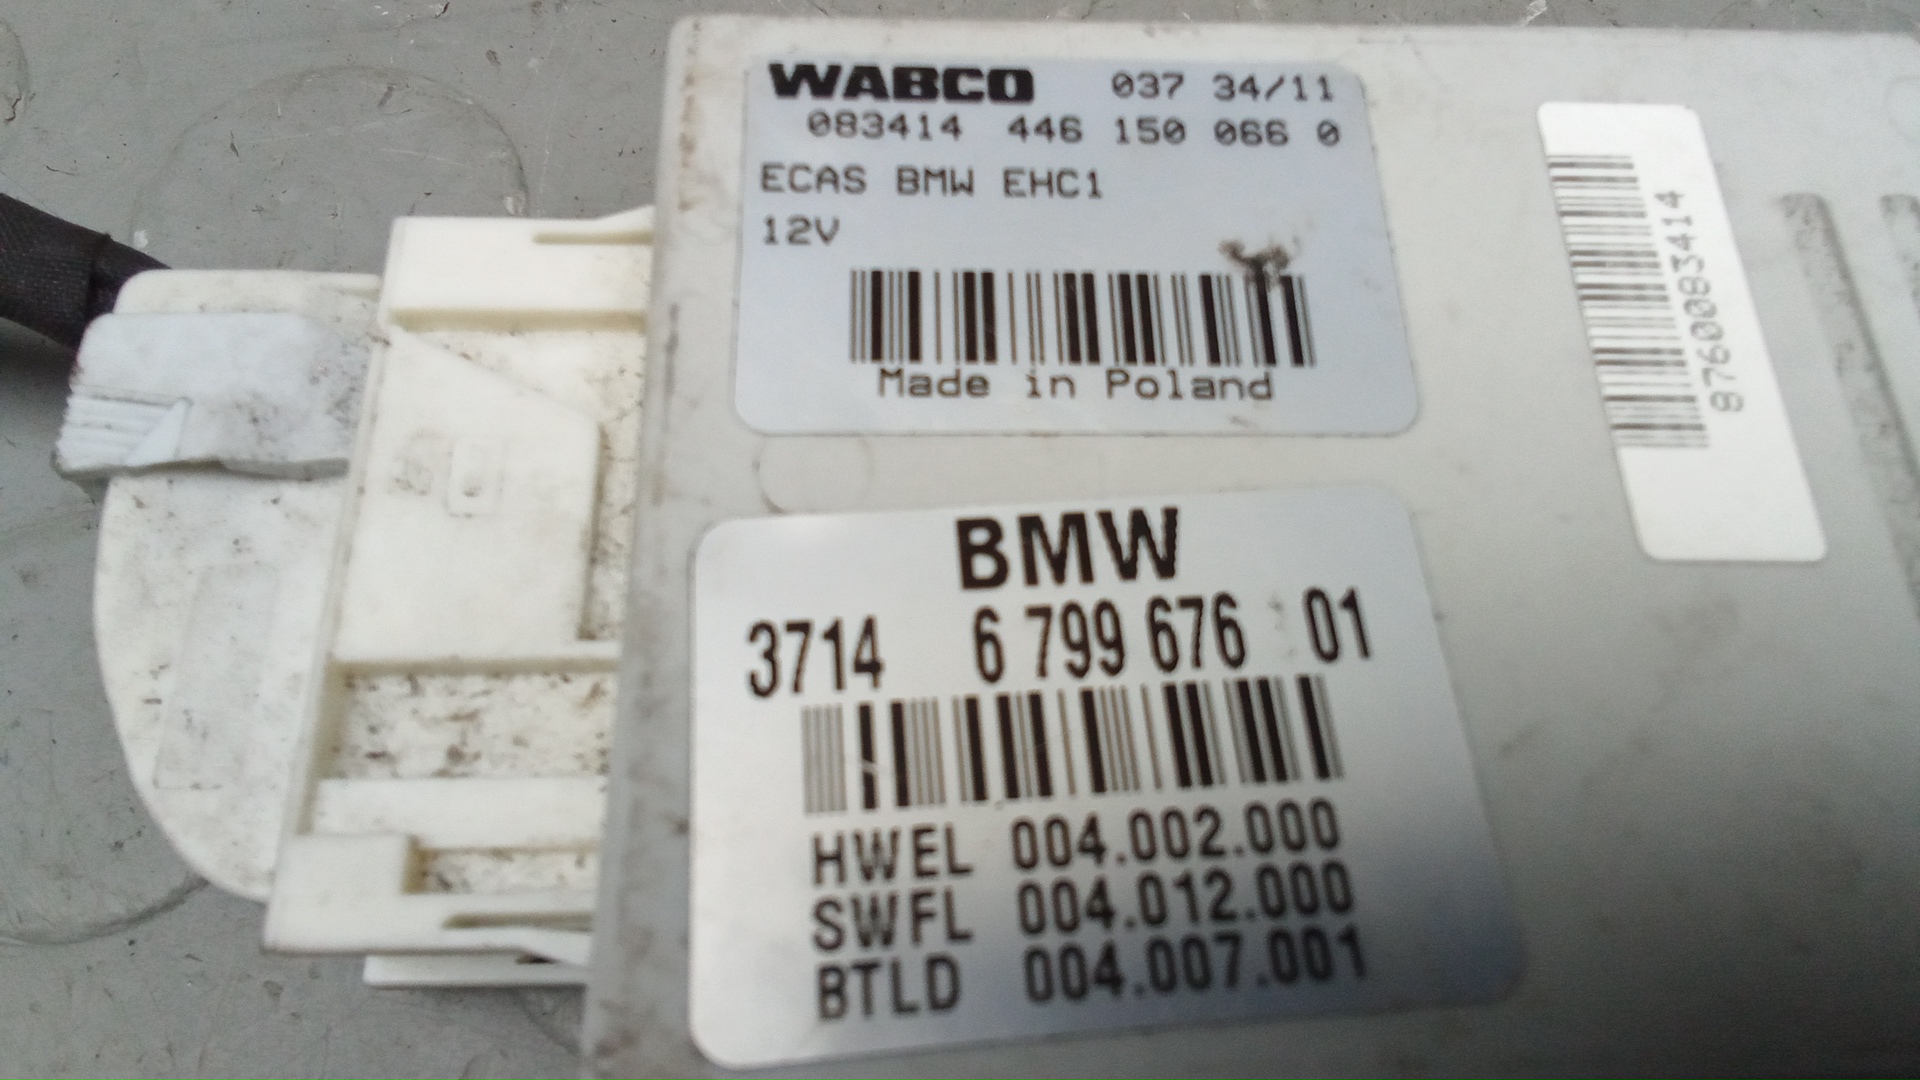 WABCO 037 34/11
083414 446 150 066 0
ECAS BMW EHC1
12V
Made in Poland
8760083414
BMW
3714 6 799 676 01
HWEL 004.002.000
SWFL 004.012.000
BTLD 004.007.001